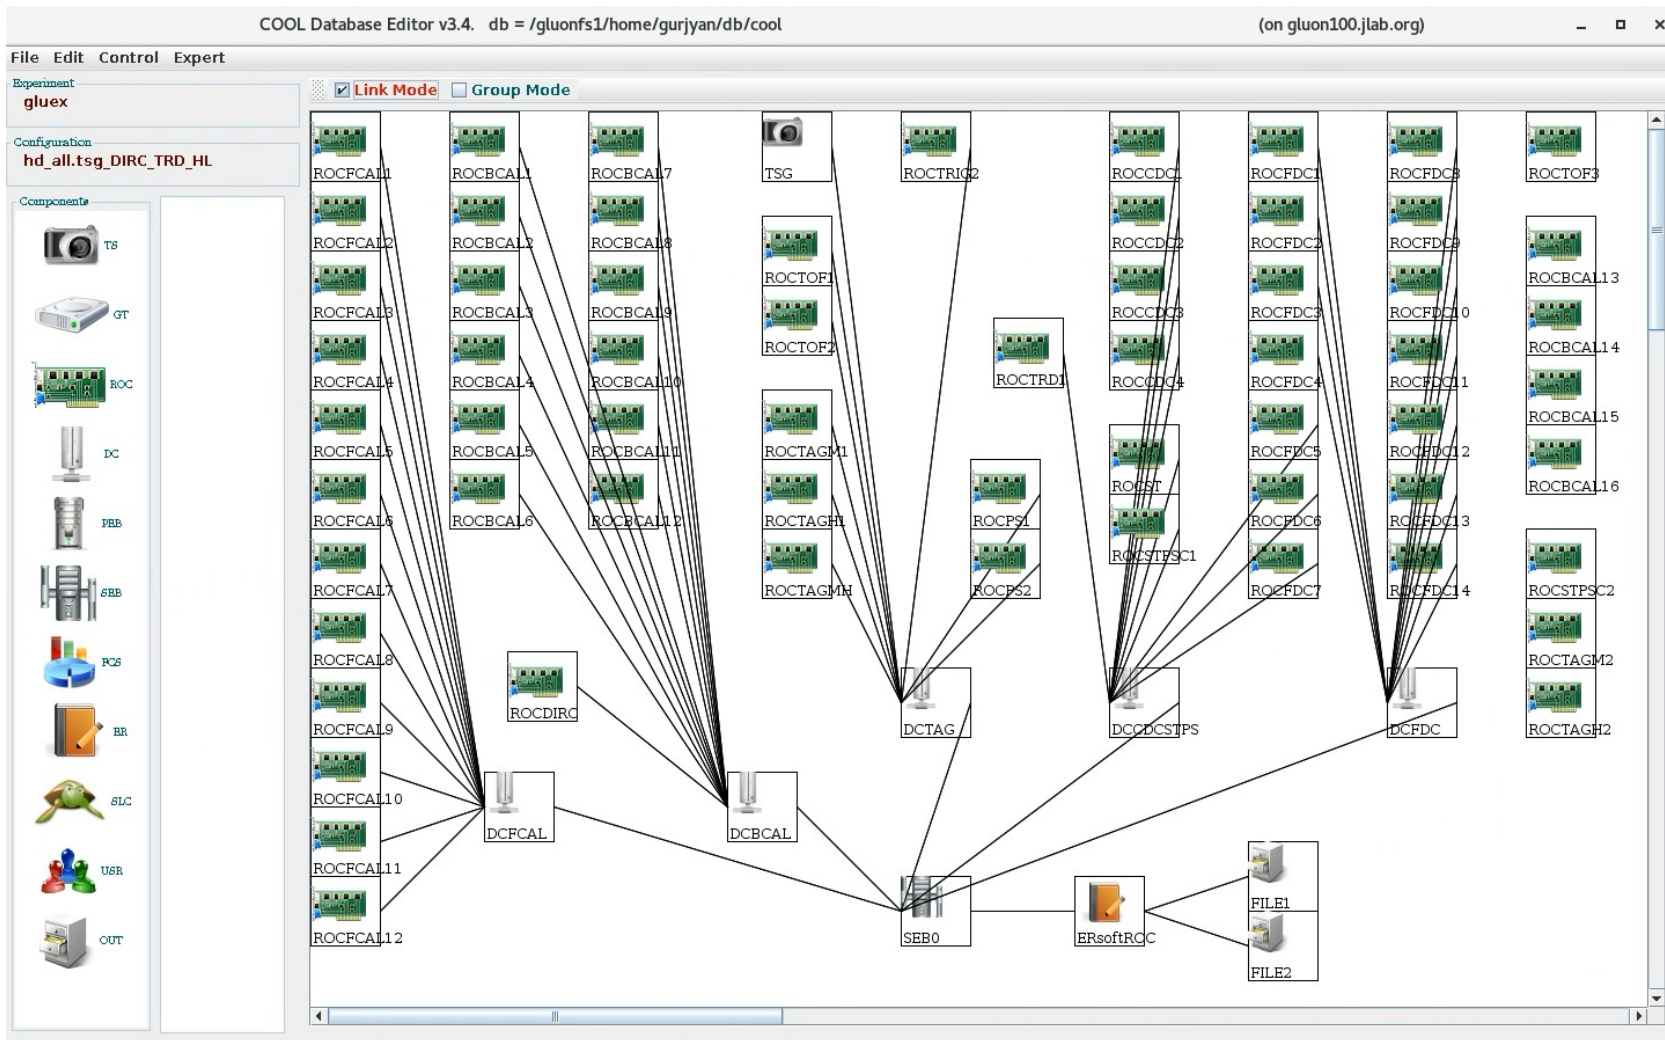 COOL Database Editor v3.4.   db = /gluonfs1/home/gurjyan/db/cool (on gluon100.jlab.org)
File Edit Control Expert
Experiment
gluex
Configuration
hd_all.tsg_DIRC_TRD_HL
Components
TS
GT
ROC
DC
PEB
SEB
FCS
ER
SLC
USR
OUT
Link Mode Group Mode
ROCFCAL1 ROCBCAL1 ROCBCAL7 TSG ROCTRIG2 ROCCDC1 ROCFDC1 ROCFDC8 ROCTOF3
ROCFCAL2 ROCBCAL2 ROCBCAL8 ROCCDC2 ROCFDC2 ROCFDC9
ROCTOF1 ROCBCAL13
ROCFCAL3 ROCBCAL3 ROCBCAL9 ROCCDC3 ROCFDC3 ROCFDC10
ROCTOF2 ROCBCAL14
ROCFCAL4 ROCBCAL4 ROCBCAL10 ROCTRD1 ROCCDC4 ROCFDC4 ROCFDC11
ROCBCAL15
ROCFCAL5 ROCBCAL5 ROCBCAL11 ROCTAGM1 ROCFDC5 ROCFDC12
ROCST ROCBCAL16
ROCFCAL6 ROCBCAL6 ROCBCAL12 ROCTAGH1 ROCPS1 ROCFDC6 ROCFDC13
ROCSTPSC1
ROCFCAL7 ROCTAGMH ROCPS2 ROCFDC7 ROCFDC14 ROCSTPSC2
ROCFCAL8 ROCTAGM2
ROCDIRC
ROCFCAL9 DCTAG DCCDCSTPS DCFDC ROCTAGH2
ROCFCAL10
DCFCAL DCBCAL
ROCFCAL11
FILE1
ROCFCAL12 SEB0 ERsoftROC
FILE2